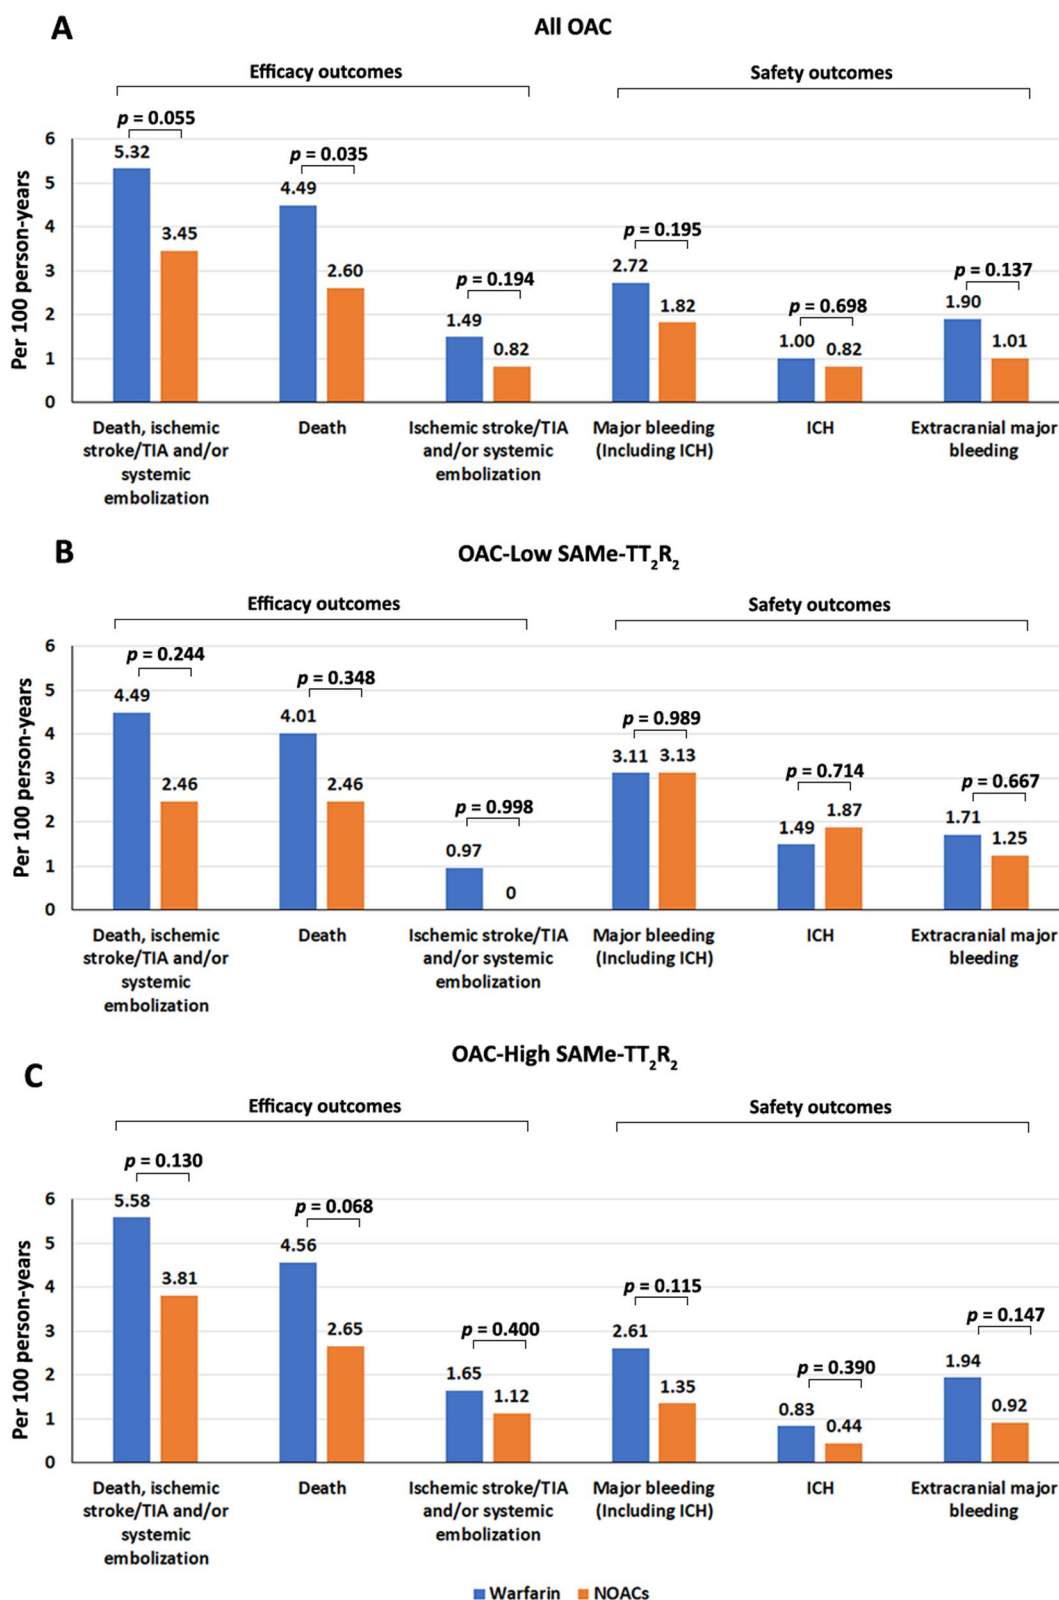 A
All OAC
Efficacy outcomes
Safety outcomes
p = 0.055
p = 0.035
p = 0.194
p = 0.195
p = 0.698
p = 0.137
5.32
3.45
4.49
2.60
1.49
0.82
2.72
1.82
1.00
0.82
1.90
1.01
Per 100 person-years
6
5
4
3
2
1
0
Death, ischemic
stroke/TIA and/or
systemic
embolization
Death
Ischemic stroke/TIA
and/or systemic
embolization
Major bleeding
(Including ICH)
ICH
Extracranial major
bleeding
B
OAC-Low SAMe-TT₂R₂
Efficacy outcomes
Safety outcomes
p = 0.244
p = 0.348
p = 0.998
p = 0.989
p = 0.714
p = 0.667
4.49
2.46
4.01
2.46
0.97
0
3.11
3.13
1.49
1.87
1.71
1.25
Per 100 person-years
6
5
4
3
2
1
0
Death, ischemic
stroke/TIA and/or
systemic
embolization
Death
Ischemic stroke/TIA
and/or systemic
embolization
Major bleeding
(Including ICH)
ICH
Extracranial major
bleeding
C
OAC-High SAMe-TT₂R₂
Efficacy outcomes
Safety outcomes
p = 0.130
p = 0.068
p = 0.400
p = 0.115
p = 0.390
p = 0.147
5.58
3.81
4.56
2.65
1.65
1.12
2.61
1.35
0.83
0.44
1.94
0.92
Per 100 person-years
6
5
4
3
2
1
0
Death, ischemic
stroke/TIA and/or
systemic
embolization
Death
Ischemic stroke/TIA
and/or systemic
embolization
Major bleeding
(Including ICH)
ICH
Extracranial major
bleeding
Warfarin
NOACs